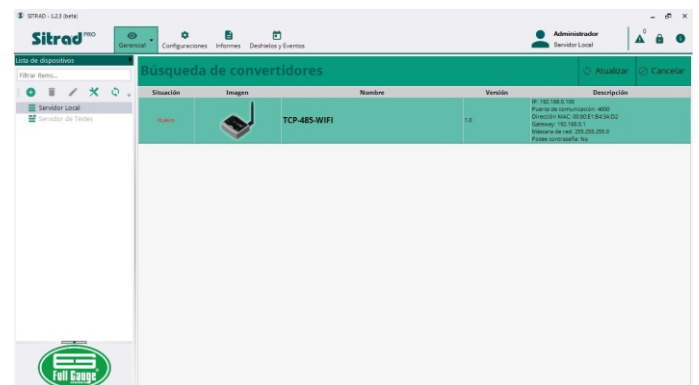 SITRAD - 1.2.3 (beta)
Sitrad PRO
Gerencial
Configuraciones
Informes
Deshielos y Eventos
Administrador
Servidor Local
0
Lista de dispositivos
Filtrar items...
Servidor Local
Servidor de Testes
Búsqueda de convertidores
Atualizar
Cancelar
Situación Imagen Nombre Versión Descripción
Nuevo
TCP-485-WIFI
1.0
IP: 192.168.0.100
Puerta de comunicación: 4000
Dirección MAC: 00:80:E1:B4:3A:D2
Gateway: 192.168.0.1
Máscara de red: 255.255.255.0
Posee contraseña: No
Full Gauge